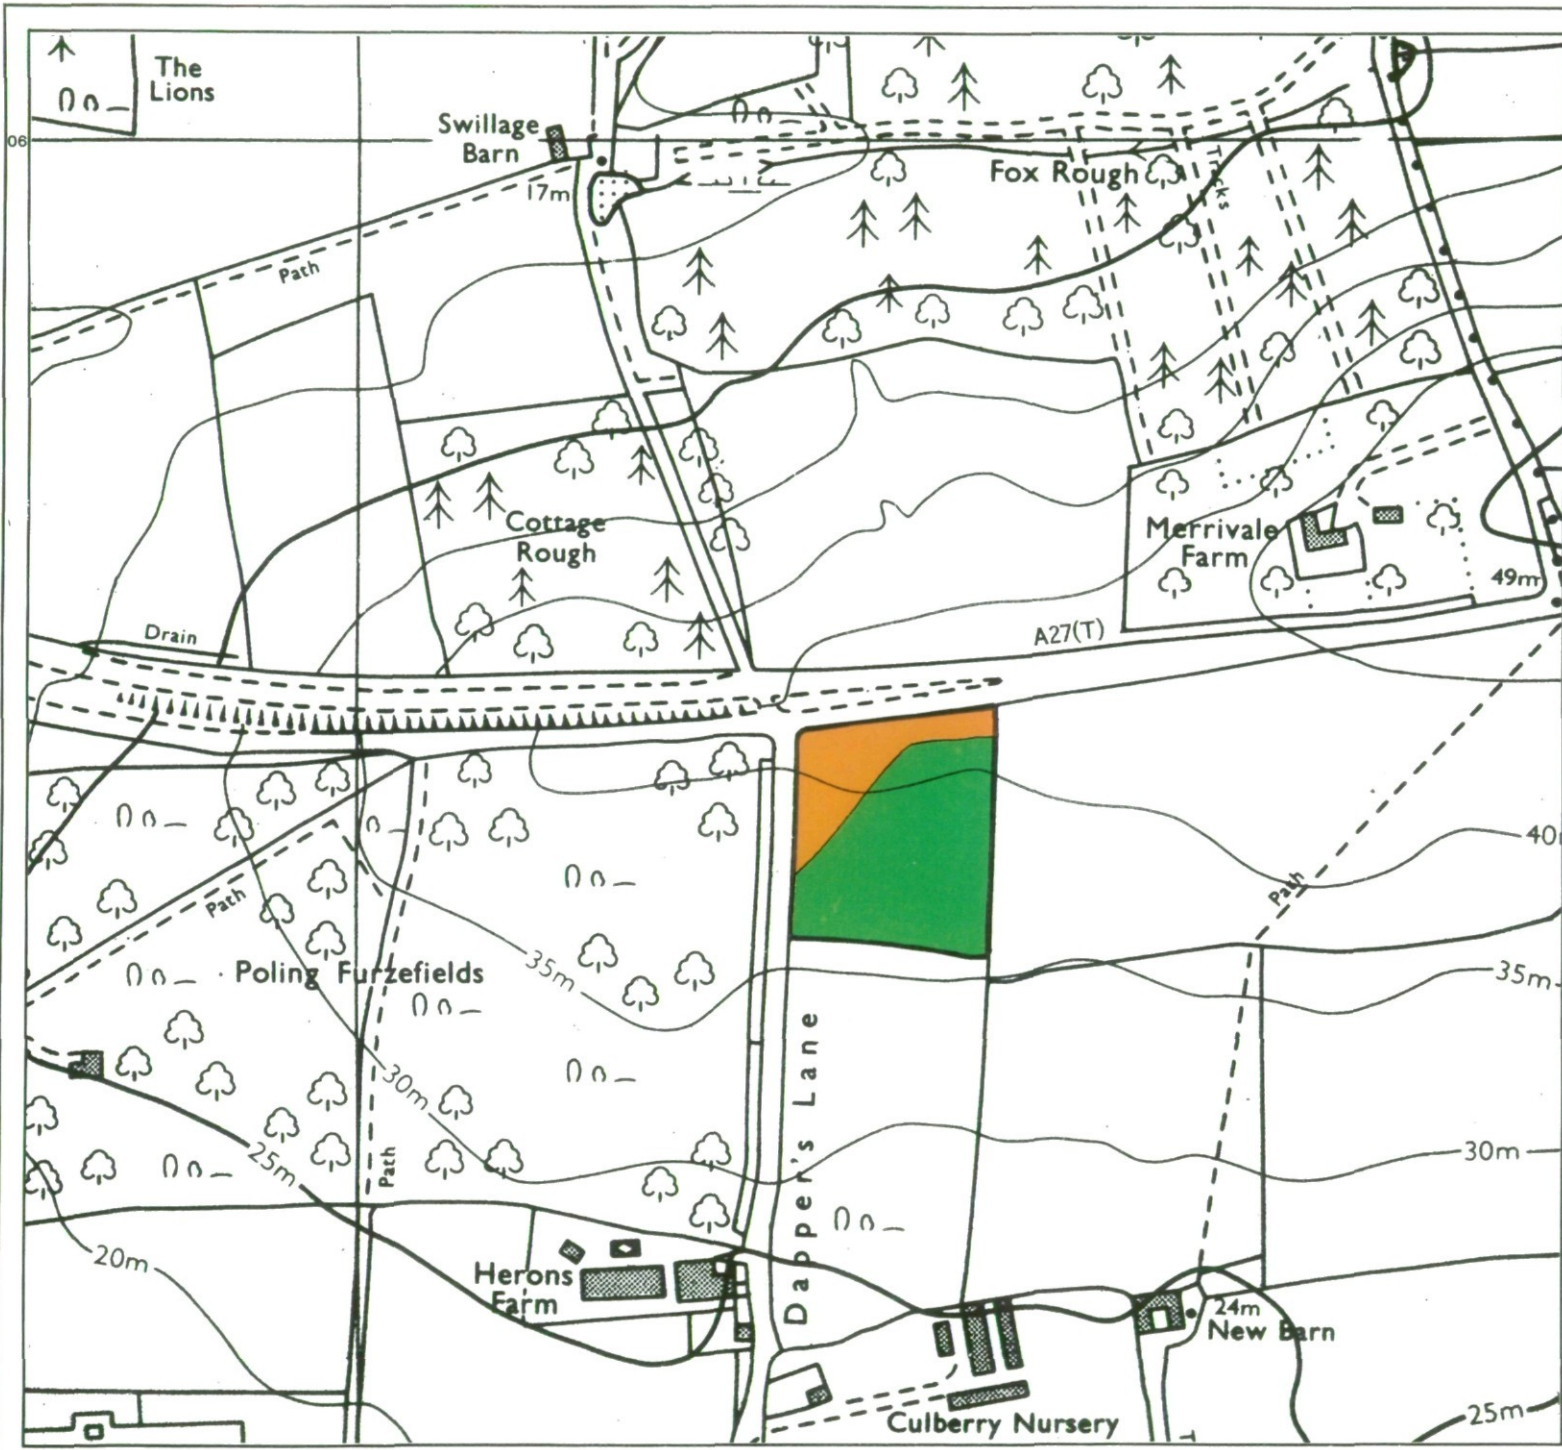 The
Lions
06
Swillage
Barn
17m
Fox Rough
Path
Cottage
Rough
Merrivale
Farm
49m
A27(T)
Drain
Path
Path
40
35m
35m
Poling Furzefields
30m
30m
Dapper's Lane
25m
Path
20m
Herons
Farm
24m
New Barn
Culberry Nursery
25m